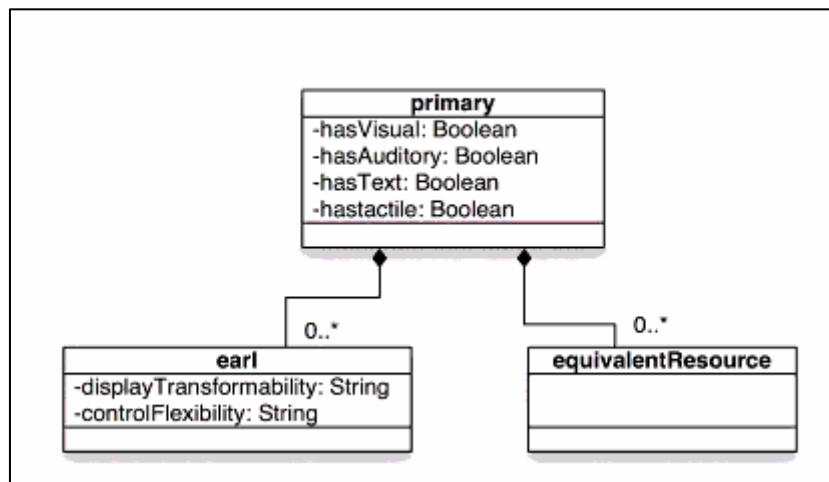 primary
-hasVisual: Boolean
-hasAuditory: Boolean
-hasText: Boolean
-hastactile: Boolean
0..*
0..*
earl
-displayTransformability: String
-controlFlexibility: String
equivalentResource